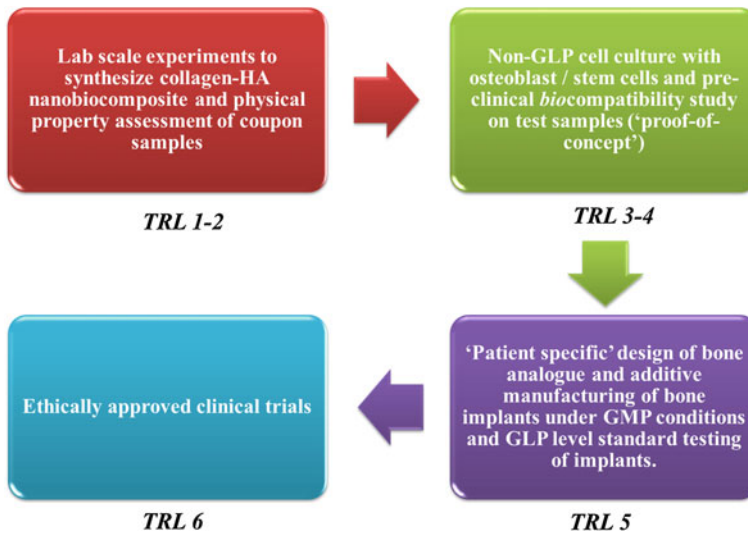 Lab scale experiments to
synthesize collagen-HA
nanobiocomposite and physical
property assessment of coupon
samples
TRL 1-2
Non-GLP cell culture with
osteoblast / stem cells and pre-
clinical biocompatibility study
on test samples (‘proof-of-
concept’)
TRL 3-4
‘Patient specific’ design of bone
analogue and additive
manufacturing of bone
implants under GMP conditions
and GLP level standard testing
of implants.
TRL 5
Ethically approved clinical trials
TRL 6